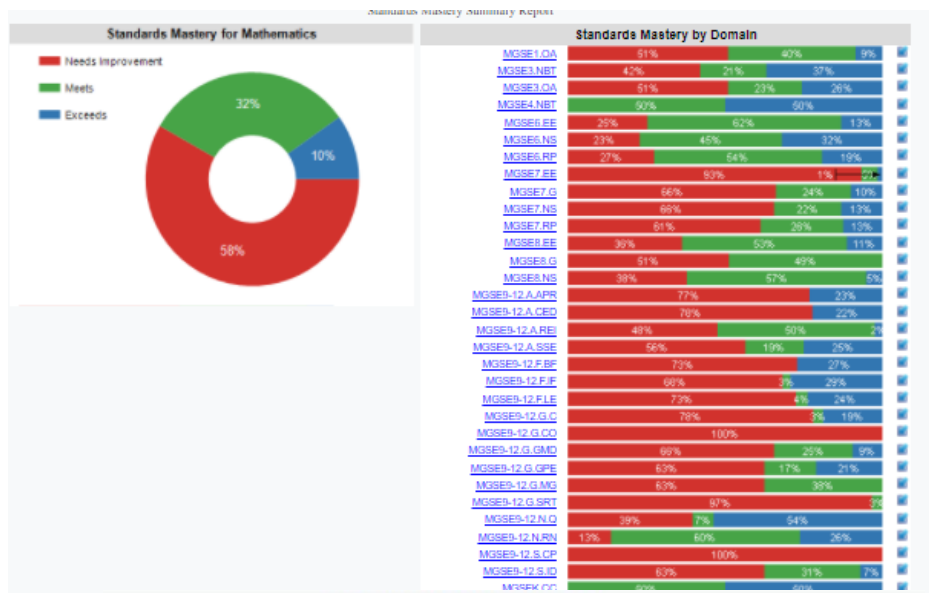 Standards Mastery Summary Report
Standards Mastery for Mathematics
Needs Improvement
Meets
Exceeds
32%
10%
58%
Standards Mastery by Domain
MGSE1.OA 51% 40% 9%
MGSE3.NBT 42% 21% 37%
MGSE3.OA 51% 23% 26%
MGSE4.NBT 50% 50%
MGSE6.EE 25% 62% 13%
MGSE6.NS 23% 45% 32%
MGSE6.RP 27% 54% 19%
MGSE7.EE 93% 1%
MGSE7.G 66% 24% 10%
MGSE7.NS 66% 22% 13%
MGSE7.RP 61% 26% 13%
MGSE8.EE 36% 53% 11%
MGSE8.G 51% 49%
MGSE8.NS 38% 57% 5%
MGSE9-12.A.APR 77% 23%
MGSE9-12.A.CED 78% 22%
MGSE9-12.A.REI 48% 50% 2%
MGSE9-12.A.SSE 56% 19% 25%
MGSE9-12.F.BF 73% 27%
MGSE9-12.F.IF 68% 3% 29%
MGSE9-12.F.LE 73% 4% 24%
MGSE9-12.G.C 78% 3% 19%
MGSE9-12.G.CO 100%
MGSE9-12.G.GMD 66% 25% 9%
MGSE9-12.G.GPE 63% 17% 21%
MGSE9-12.G.MG 63% 38%
MGSE9-12.G.SRT 97% 3%
MGSE9-12.N.Q 39% 7% 54%
MGSE9-12.N.RN 13% 60% 26%
MGSE9-12.S.CP 100%
MGSE9-12.S.ID 63% 31% 7%
MGSEK.CC 50% 50%